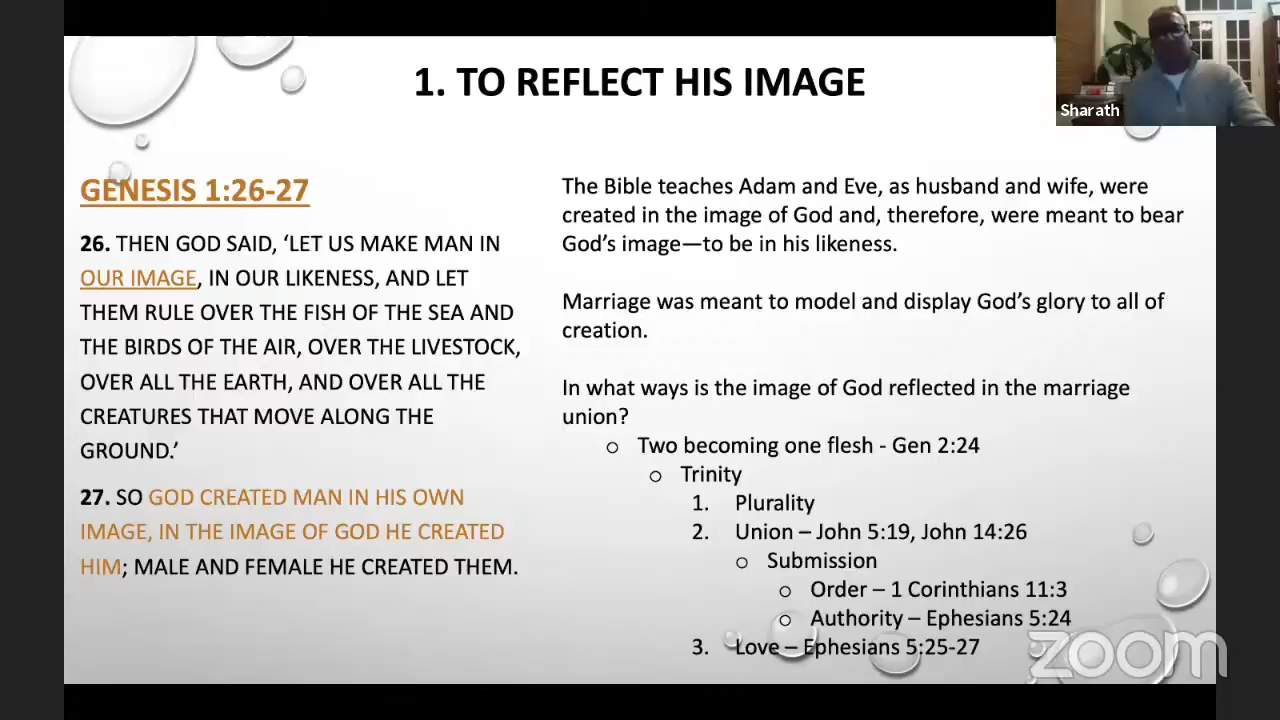 1. TO REFLECT HIS IMAGE
Sharath
GENESIS 1:26-27
26. THEN GOD SAID, ‘LET US MAKE MAN IN
OUR IMAGE, IN OUR LIKENESS, AND LET
THEM RULE OVER THE FISH OF THE SEA AND
THE BIRDS OF THE AIR, OVER THE LIVESTOCK,
OVER ALL THE EARTH, AND OVER ALL THE
CREATURES THAT MOVE ALONG THE
GROUND.’
27. SO GOD CREATED MAN IN HIS OWN
IMAGE, IN THE IMAGE OF GOD HE CREATED
HIM; MALE AND FEMALE HE CREATED THEM.
The Bible teaches Adam and Eve, as husband and wife, were
created in the image of God and, therefore, were meant to bear
God’s image—to be in his likeness.
Marriage was meant to model and display God’s glory to all of
creation.
In what ways is the image of God reflected in the marriage
union?
o Two becoming one flesh - Gen 2:24
o Trinity
1. Plurality
2. Union – John 5:19, John 14:26
o Submission
o Order – 1 Corinthians 11:3
o Authority – Ephesians 5:24
3. Love – Ephesians 5:25-27
zoom